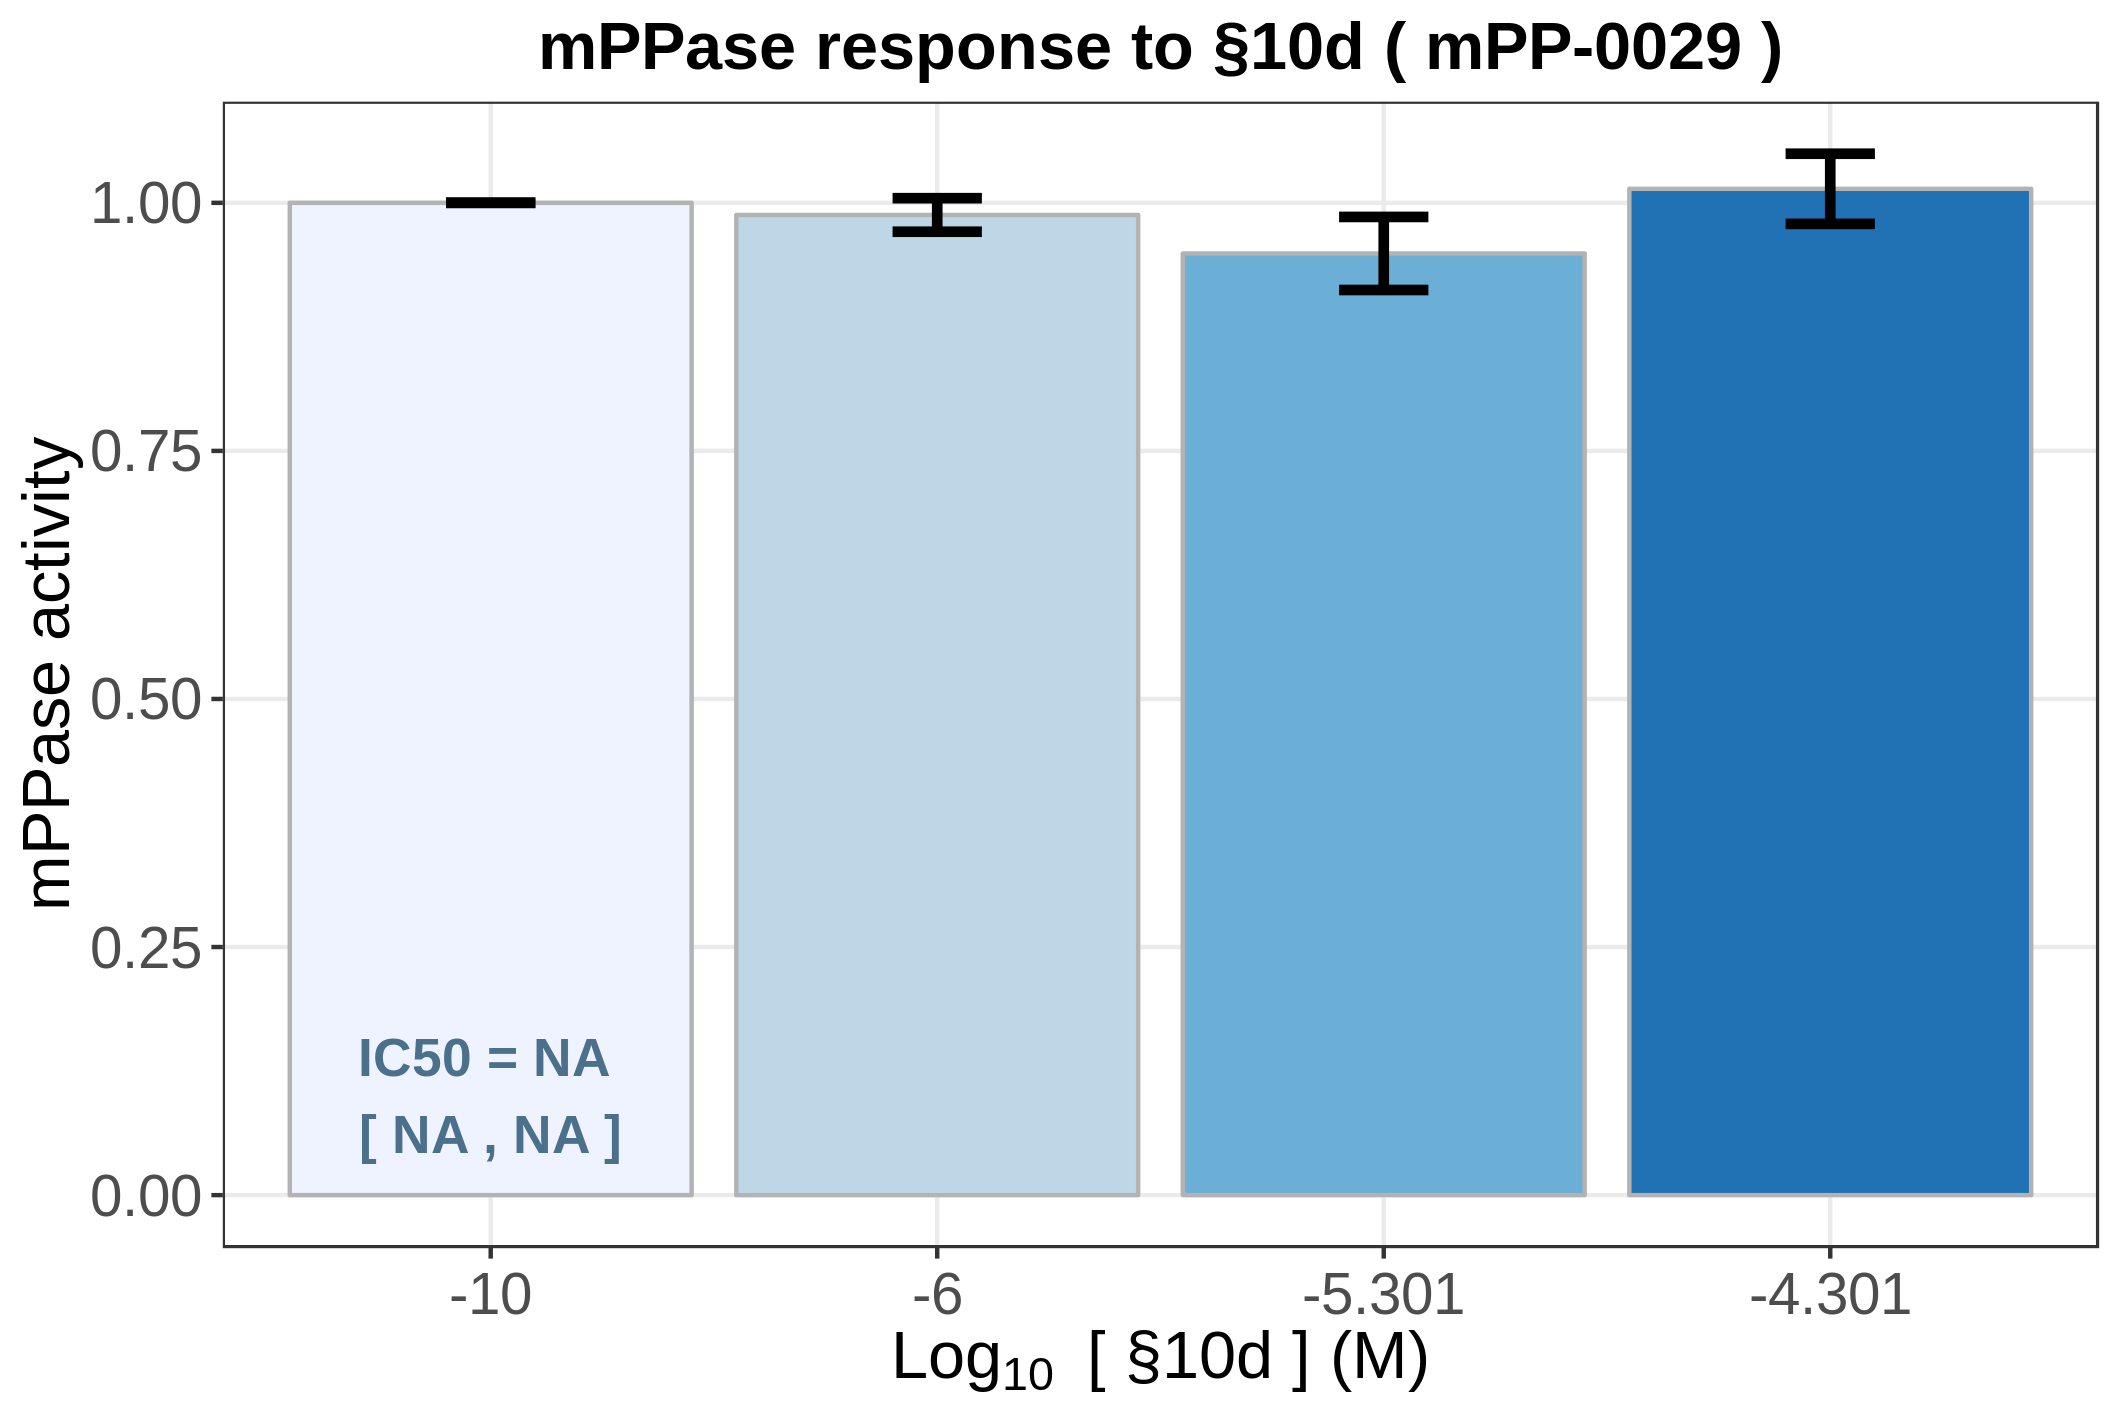 mPPase response to §10d ( mPP-0029 )
mPPase activity
1.00
0.75
0.50
0.25
0.00
IC50 = NA
[ NA , NA ]
-10 -6 -5.301 -4.301
Log10 [ §10d ] (M)